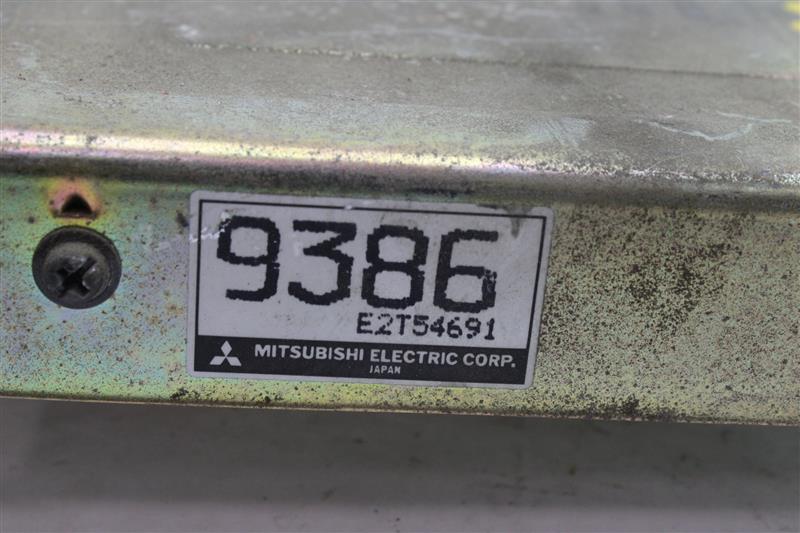 9386
E2T54691
MITSUBISHI ELECTRIC CORP.
JAPAN